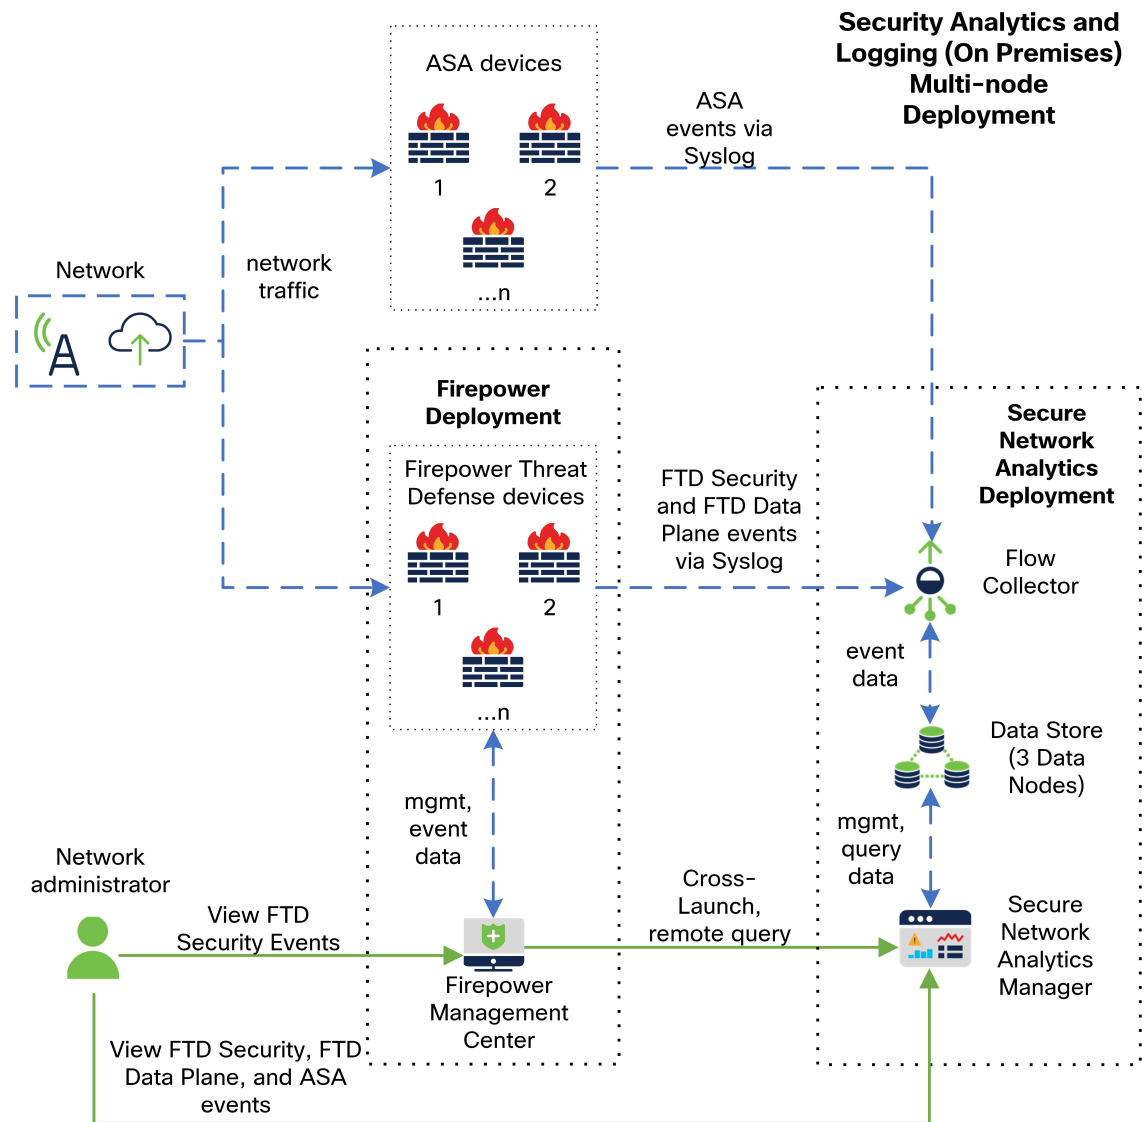 Security Analytics and
Logging (On Premises)
Multi-node
Deployment
ASA devices
1
2
...n
ASA
events via
Syslog
Network
network
traffic
Firepower
Deployment
Firepower Threat
Defense devices
1
2
...n
FTD Security
and FTD Data
Plane events
via Syslog
Secure
Network
Analytics
Deployment
Flow
Collector
event
data
Data Store
(3 Data
Nodes)
mgmt,
event
data
mgmt,
query
data
Network
administrator
View FTD
Security Events
Cross-
Launch,
remote query
Secure
Network
Analytics
Manager
Firepower
Management
Center
View FTD Security, FTD
Data Plane, and ASA
events